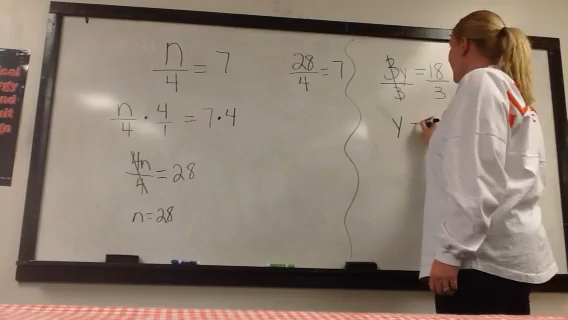 n/4 = 7
n/4 · 4/1 = 7 · 4
4n/4 = 28
n = 28
28/4 = 7
3y/3 = 18/3
y =